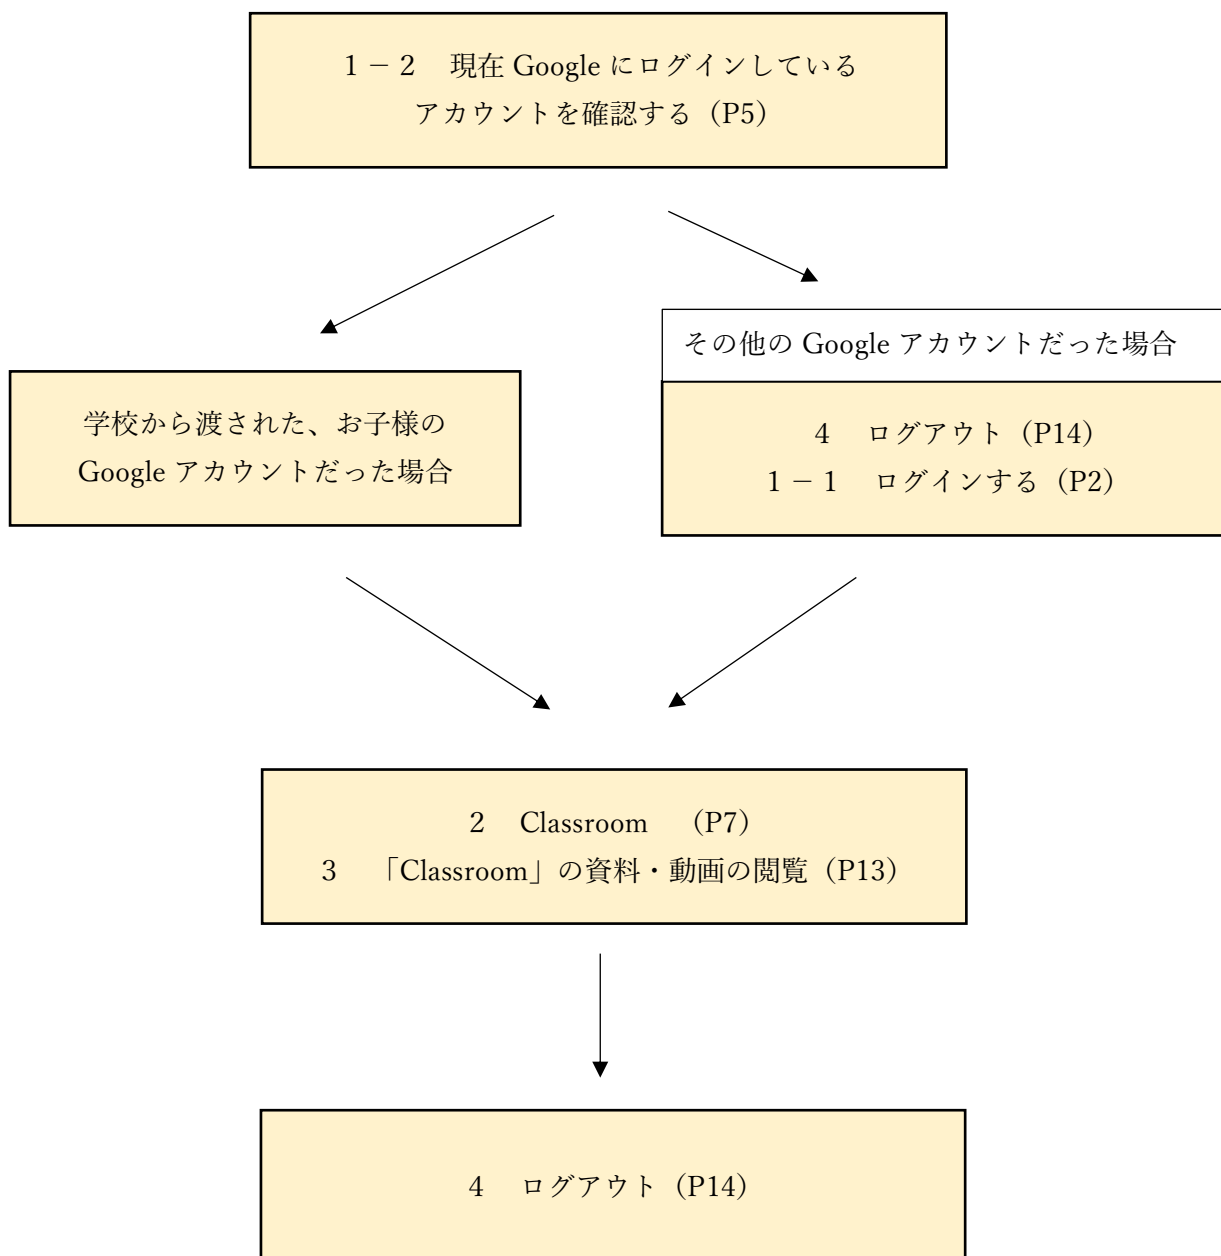 １－２　現在 Google にログインしている
アカウントを確認する（P5）
その他の Google アカウントだった場合
学校から渡された、お子様の
Google アカウントだった場合
４　ログアウト（P14）
１－１　ログインする（P2）
２　Classroom　（P7）
３　「Classroom」の資料・動画の閲覧（P13）
４　ログアウト（P14）